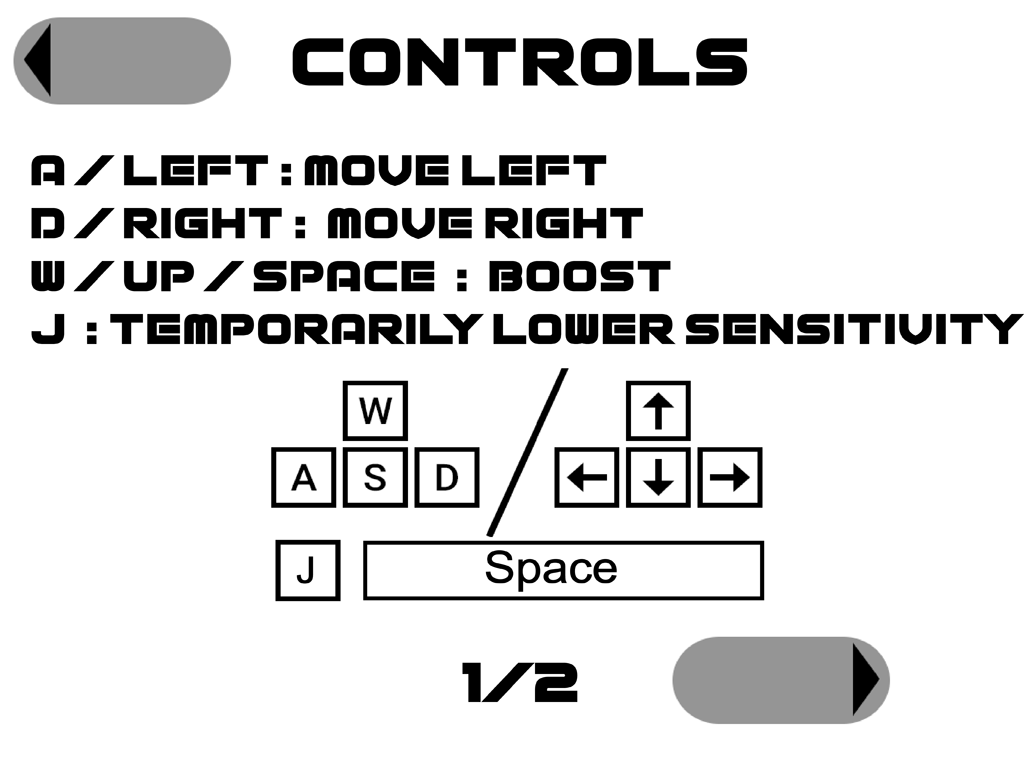 CONTROLS
A / LEFT : MOVE LEFT
D / RIGHT : MOVE RIGHT
W / UP / SPACE : BOOST
J : TEMPORARILY LOWER SENSITIVITY
W
A S D
J Space
1/2